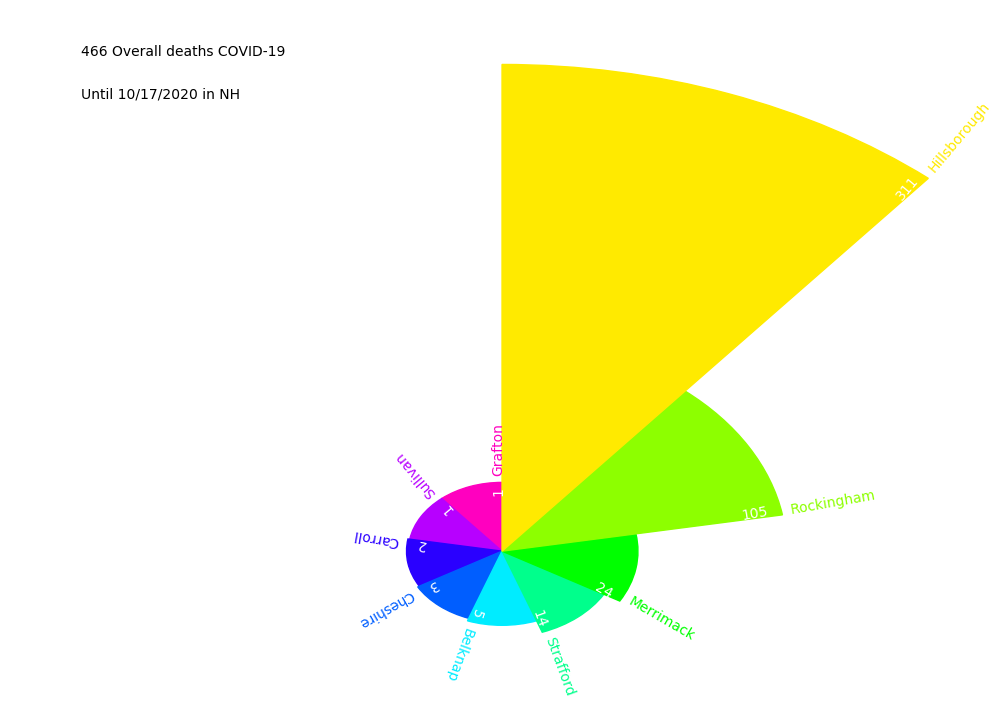 466 Overall deaths COVID-19
Until 10/17/2020 in NH
Hillsborough
311
Rockingham
105
Merrimack
24
Strafford
14
Belknap
5
Cheshire
3
Carroll
2
Sullivan
1
Grafton
1